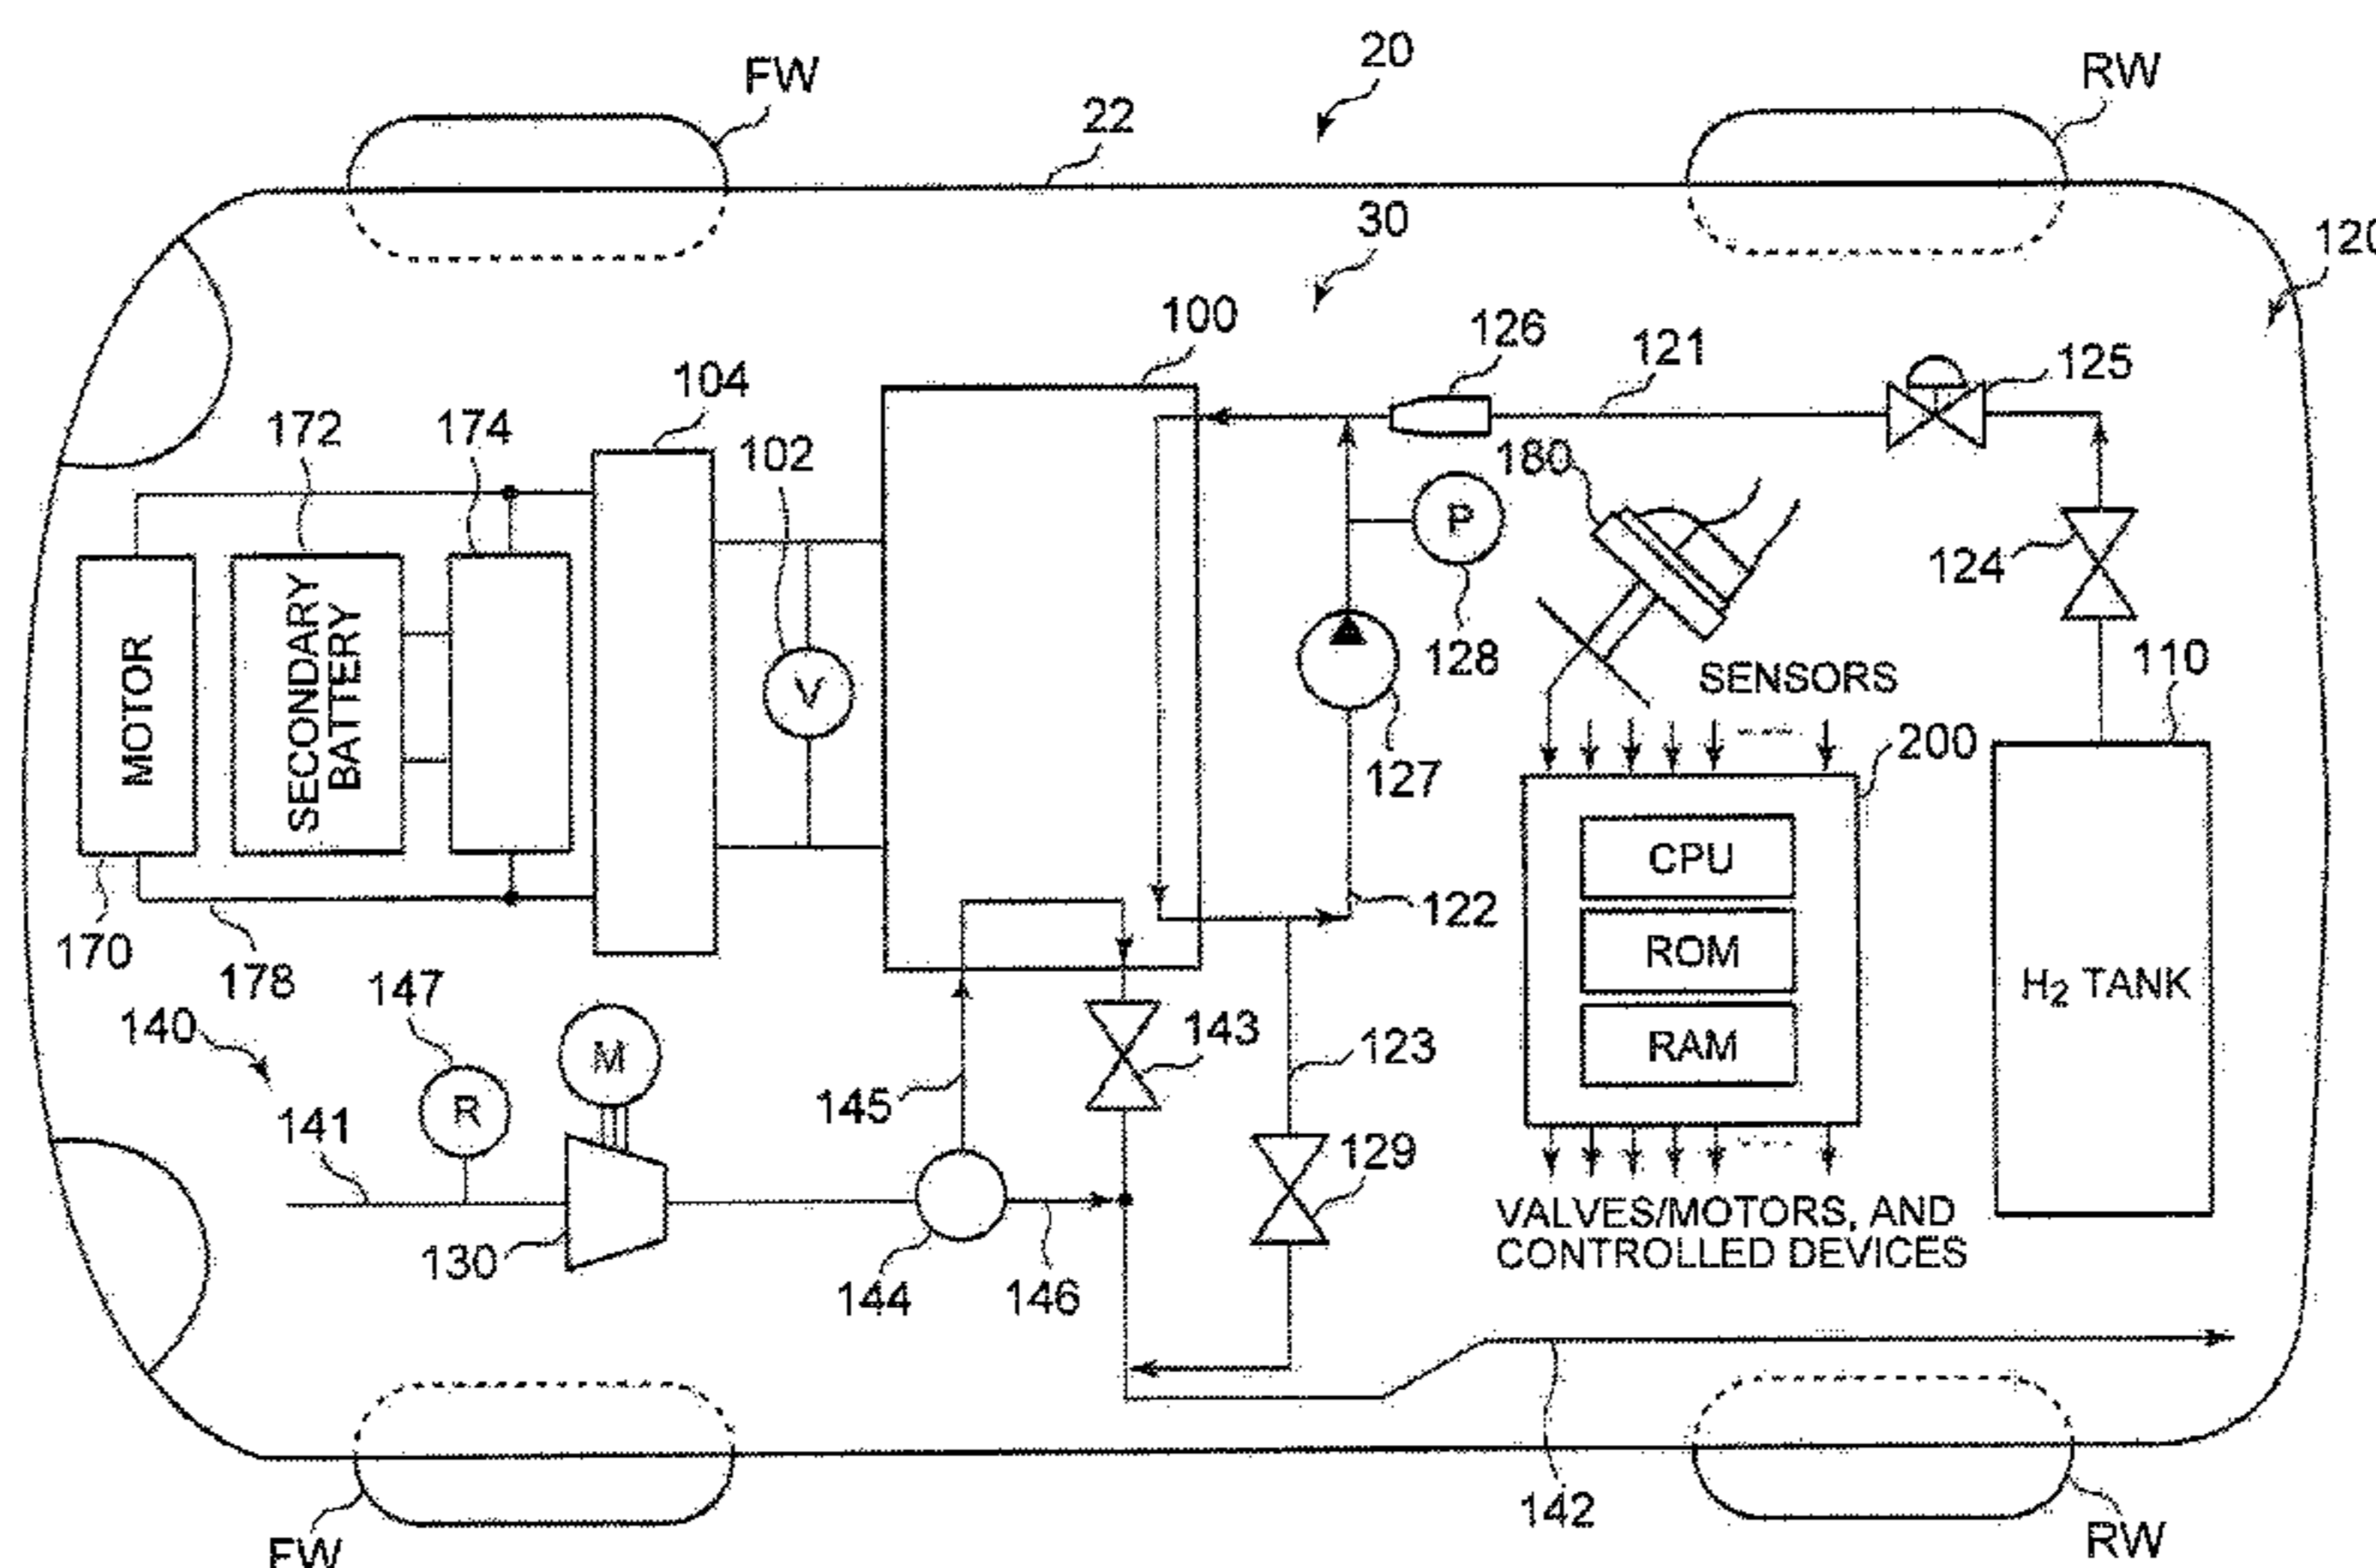 20
FW
RW
22
30
120
100
126
121
125
104
172
174
102
180
P
124
128
MOTOR
SECONDARY
BATTERY
V
SENSORS
110
200
127
CPU
122
170
178
ROM
H2 TANK
147
140
M
143
123
RAM
145
141
R
129
130
144
146
VALVES/MOTORS, AND
CONTROLLED DEVICES
142
FW
RW